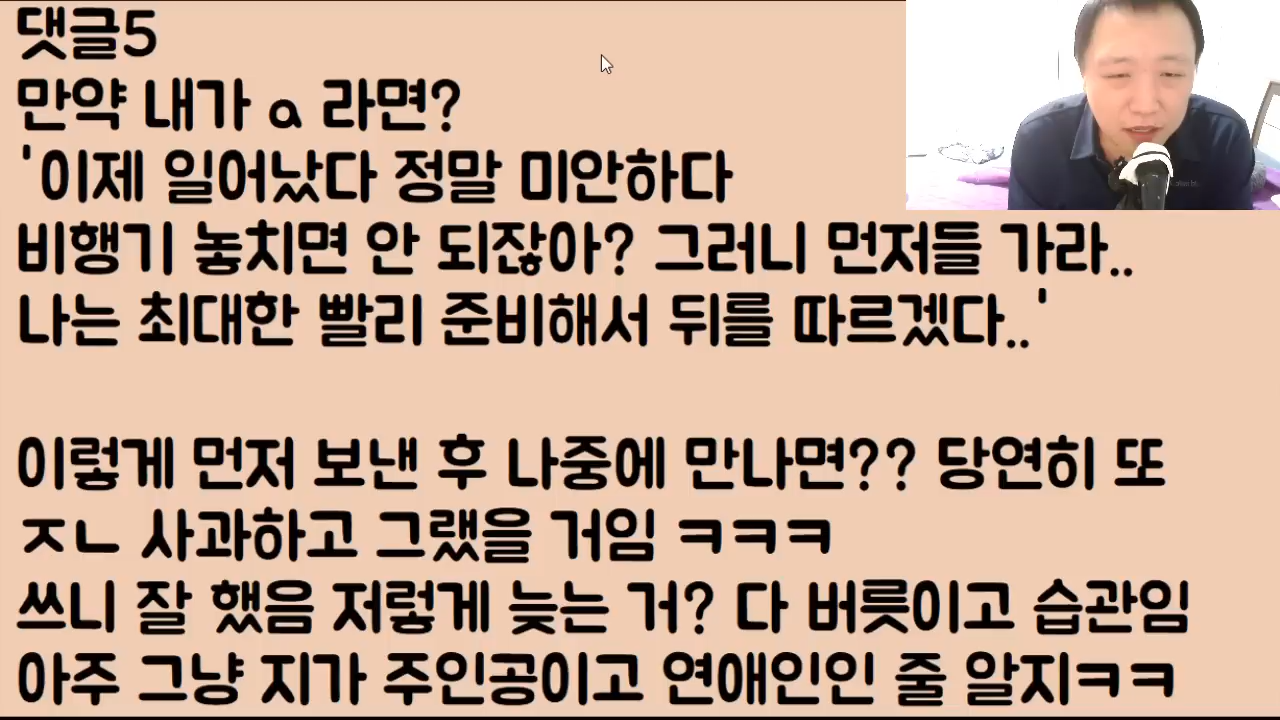 댓글5
만약 내가 a 라면?
'이제 일어났다 정말 미안하다
비행기 놓치면 안 되잖아? 그러니 먼저들 가라..
나는 최대한 빨리 준비해서 뒤를 따르겠다..'
이렇게 먼저 보낸 후 나중에 만나면?? 당연히 또
ㅈㄴ 사과하고 그랬을 거임 ㅋㅋㅋ
쓰니 잘 했음 저렇게 늦는 거? 다 버릇이고 습관임
아주 그냥 지가 주인공이고 연애인인 줄 알지ㅋㅋ